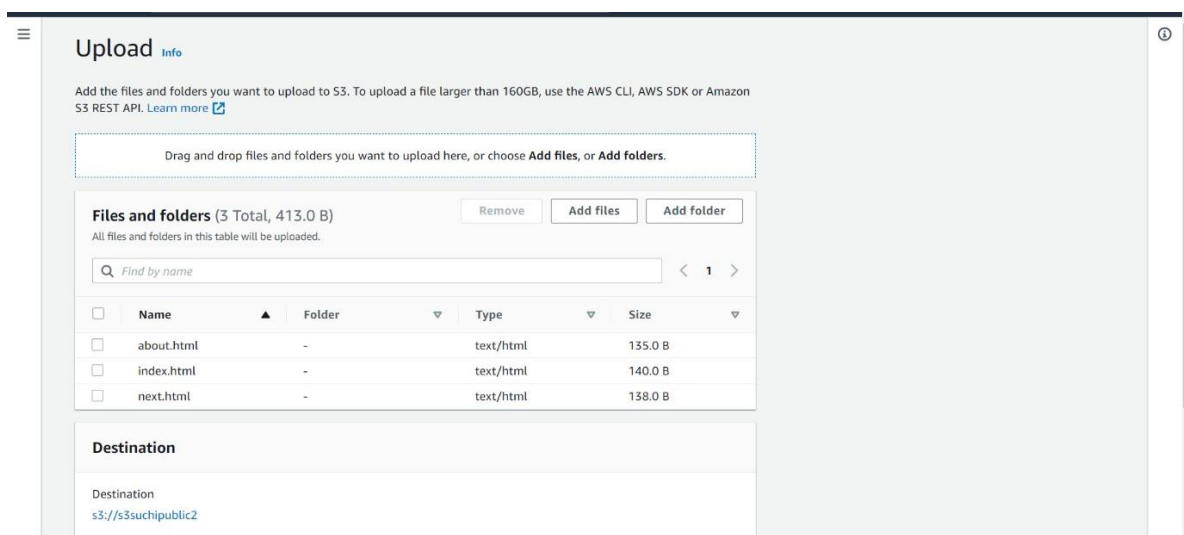 Upload Info
Add the files and folders you want to upload to S3. To upload a file larger than 160GB, use the AWS CLI, AWS SDK or Amazon
S3 REST API. Learn more
Drag and drop files and folders you want to upload here, or choose Add files, or Add folders.
Files and folders (3 Total, 413.0 B)
Remove Add files Add folder
All files and folders in this table will be uploaded.
Find by name
1
Name Folder Type Size
about.html - text/html 135.0 B
index.html - text/html 140.0 B
next.html - text/html 138.0 B
Destination
Destination
s3://s3suchipublic2